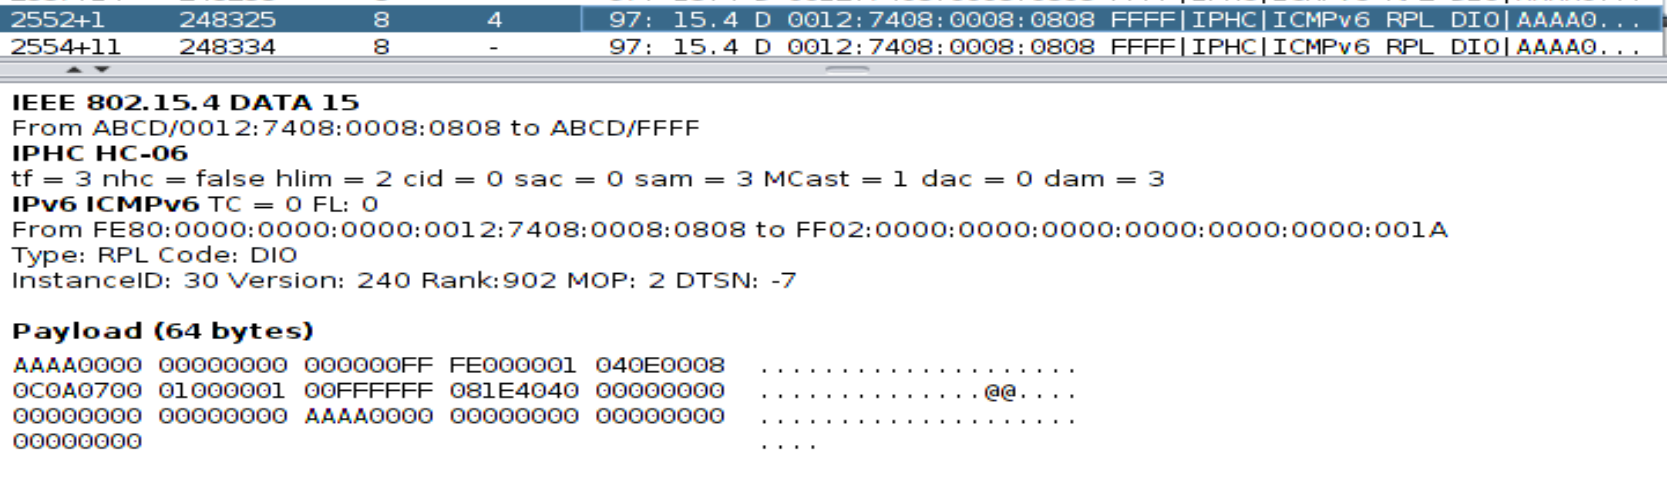 2552+1 248325 8 4 97: 15.4 D 0012:7408:0008:0808 FFFF|IPHC|ICMPv6 RPL DIO|AAAA0...
2554+11 248334 8 - 97: 15.4 D 0012:7408:0008:0808 FFFF|IPHC|ICMPv6 RPL DIO|AAAA0...
IEEE 802.15.4 DATA 15
From ABCD/0012:7408:0008:0808 to ABCD/FFFF
IPHC HC-06
tf = 3 nhc = false hlim = 2 cid = 0 sac = 0 sam = 3 MCast = 1 dac = 0 dam = 3
IPv6 ICMPv6 TC = 0 FL: 0
From FE80:0000:0000:0000:0012:7408:0008:0808 to FF02:0000:0000:0000:0000:0000:0000:001A
Type: RPL Code: DIO
InstanceID: 30 Version: 240 Rank:902 MOP: 2 DTSN: -7
Payload (64 bytes)
AAAA0000 00000000 000000FF FE000001 040E0008 ....................
0C0A0700 01000001 00FFFFFF 081E4040 00000000 ..............@@....
00000000 00000000 AAAA0000 00000000 00000000 ....................
00000000 ....